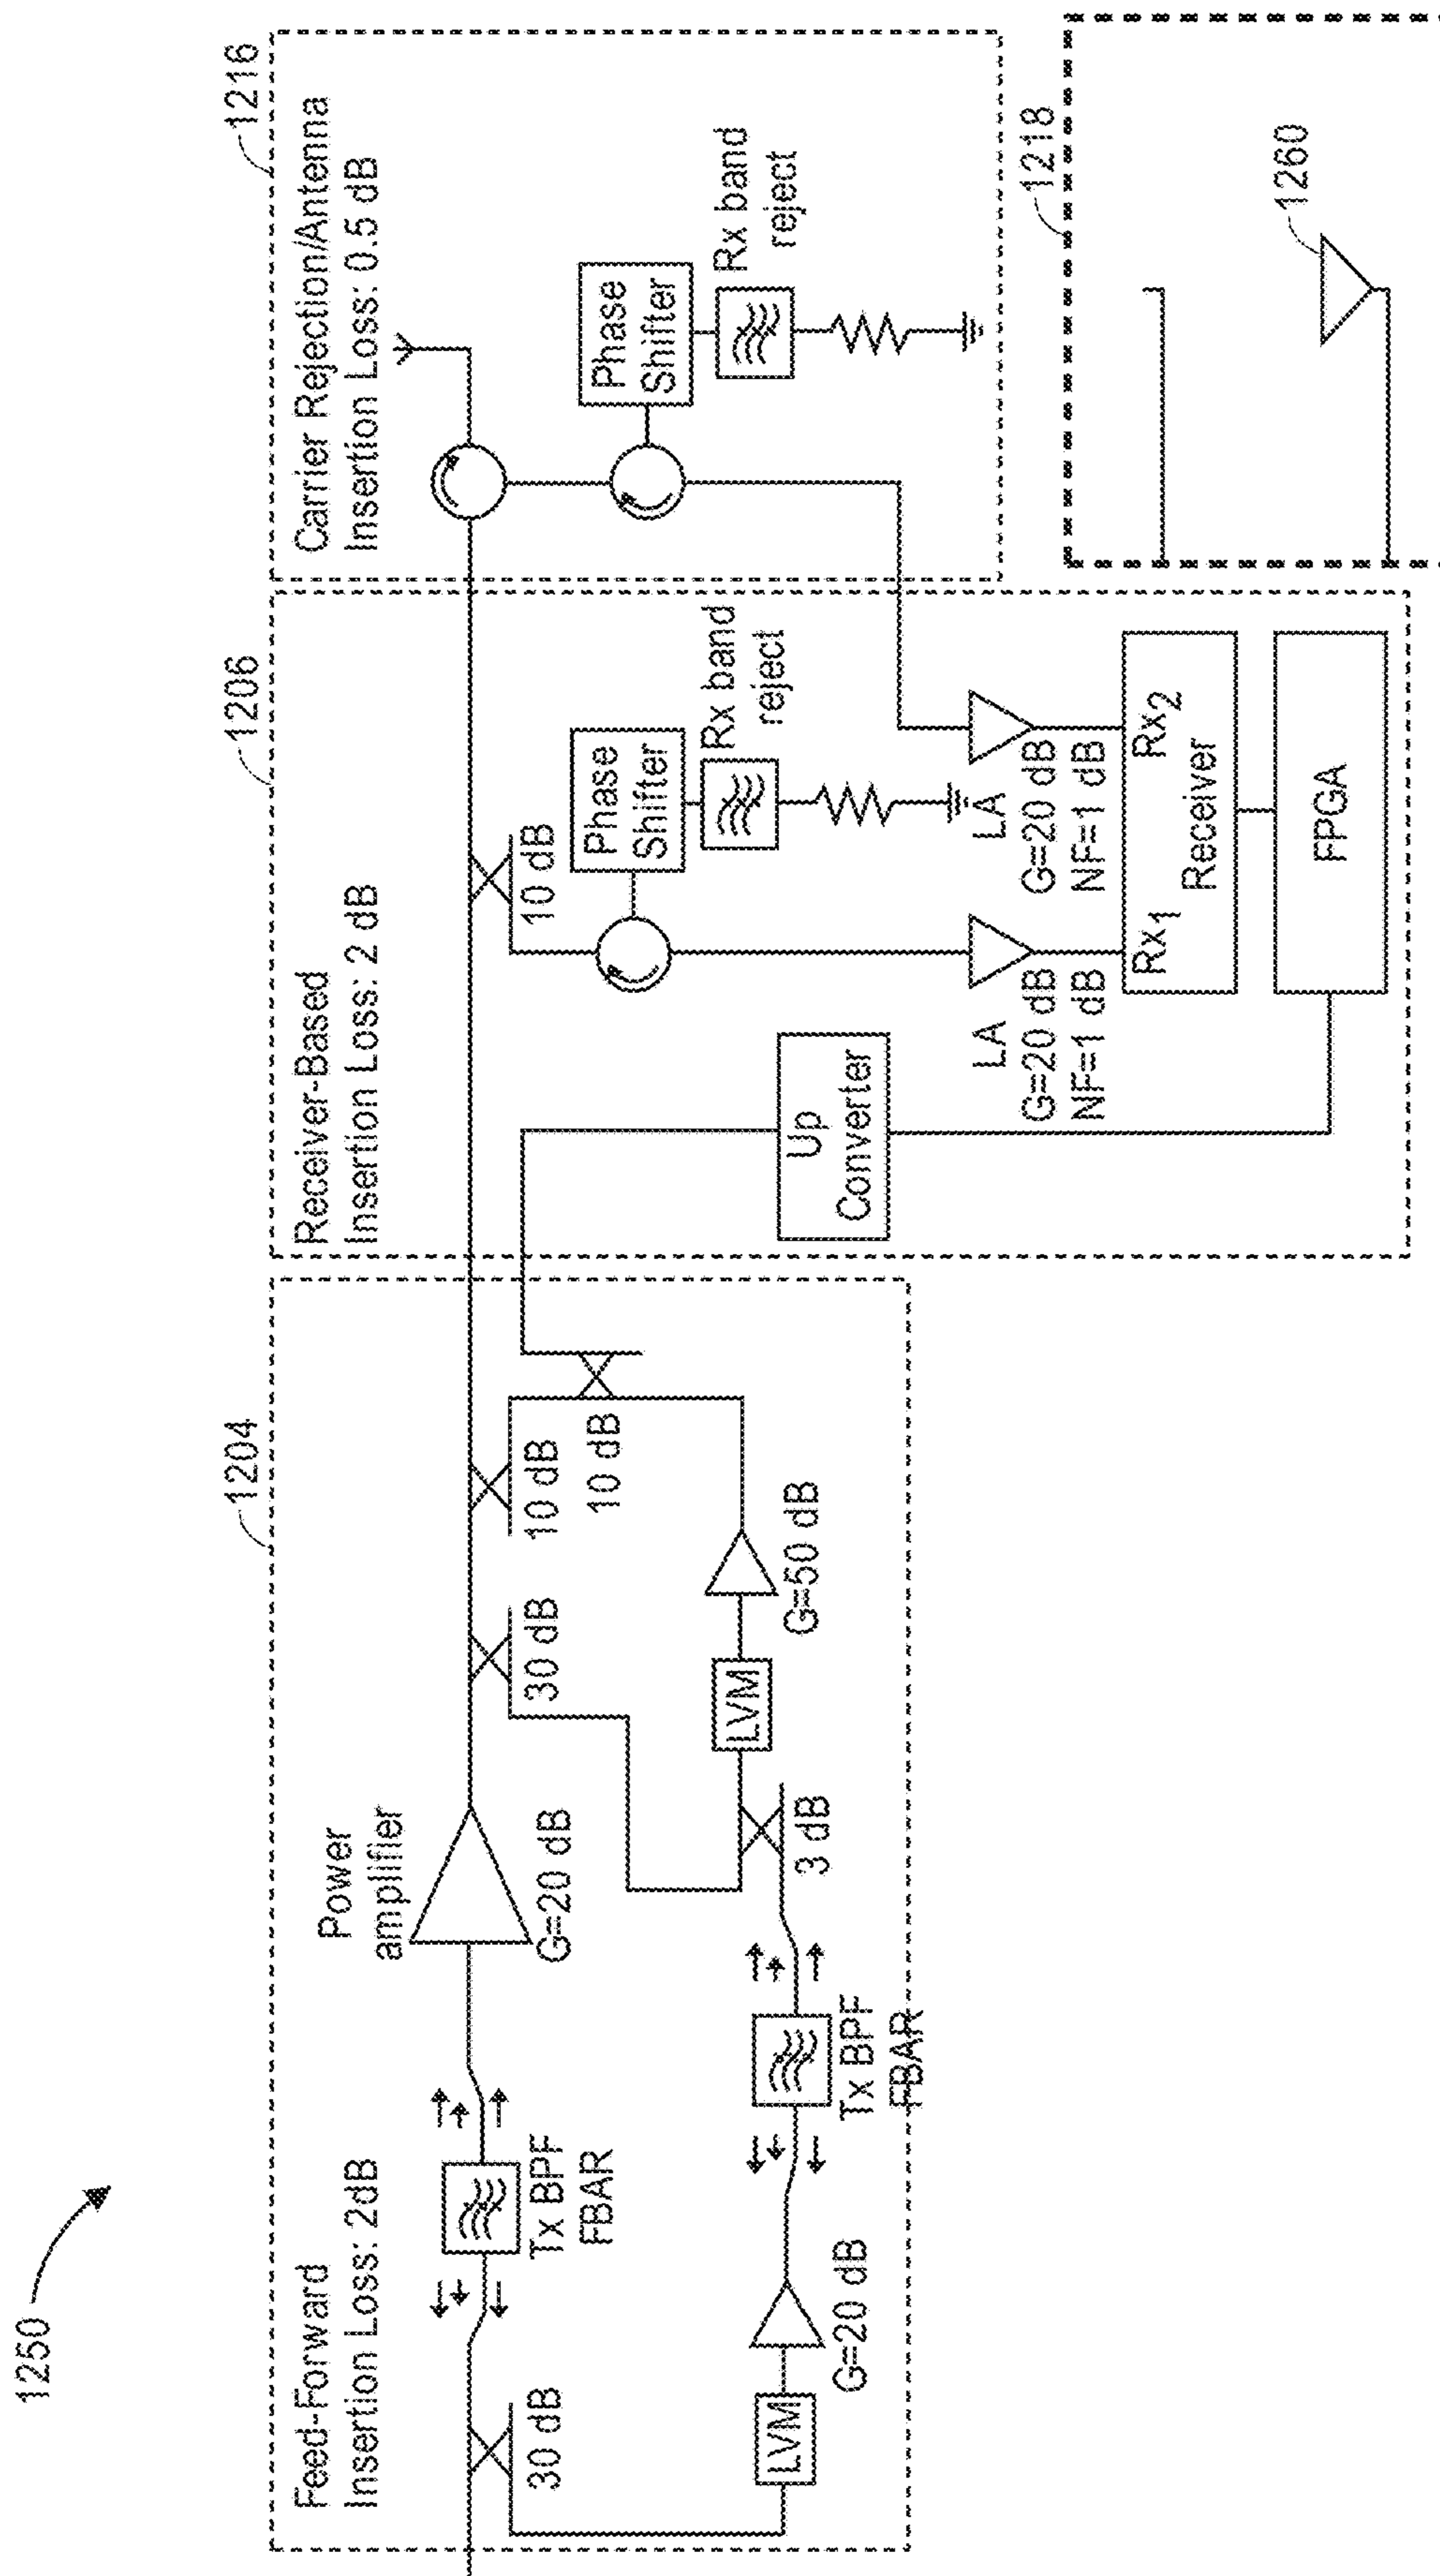 1250
1204
Feed-Forward
Insertion Loss: 2dB
30 dB
LVM
G=20 dB
Tx BPF
FBAR
Tx BPF
FBAR
Power
amplifier
G=20 dB
3 dB
30 dB
LVM
G=50 dB
10 dB
10 dB
1206
Receiver-Based
Insertion Loss: 2 dB
Up
Converter
10 dB
Phase
Shifter
Rx band
reject
LA
G=20 dB
NF=1 dB
LA
G=20 dB
NF=1 dB
Rx1
Rx2
Receiver
FPGA
1216
Carrier Rejection/Antenna
Insertion Loss: 0.5 dB
Phase
Shifter
Rx band
reject
1218
1260